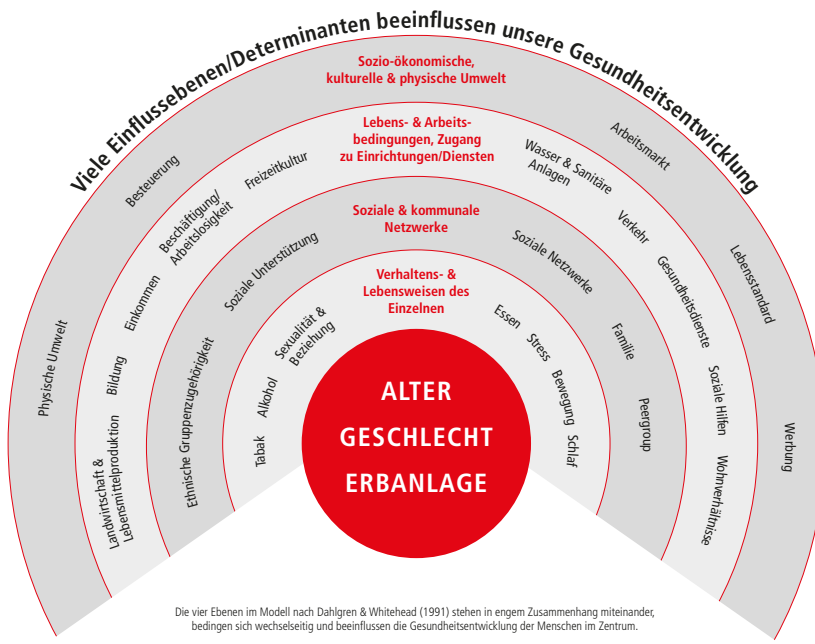 Viele Einflussebenen/Determinanten beeinflussen unsere Gesundheitsentwicklung
Sozio-ökonomische,
kulturelle & physische Umwelt
Physische Umwelt
Besteuerung
Arbeitsmarkt
Lebensstandard
Werbung
Lebens- & Arbeits-
bedingungen, Zugang
zu Einrichtungen/Diensten
Landwirtschaft &
Lebensmittelproduktion
Bildung
Einkommen
Beschäftigung/
Arbeitslosigkeit
Freizeitkultur
Wasser & Sanitäre
Anlagen
Verkehr
Gesundheitsdienste
Soziale Hilfen
Wohnverhältnisse
Soziale & kommunale
Netzwerke
Ethnische Gruppenzugehörigkeit
Soziale Unterstützung
Soziale Netzwerke
Familie
Peergroup
Verhaltens- &
Lebensweisen des
Einzelnen
Tabak
Alkohol
Sexualität &
Beziehung
Essen
Stress
Bewegung
Schlaf
ALTER
GESCHLECHT
ERBANLAGE
Die vier Ebenen im Modell nach Dahlgren & Whitehead (1991) stehen in engem Zusammenhang miteinander,
bedingen sich wechselseitig und beeinflussen die Gesundheitsentwicklung der Menschen im Zentrum.